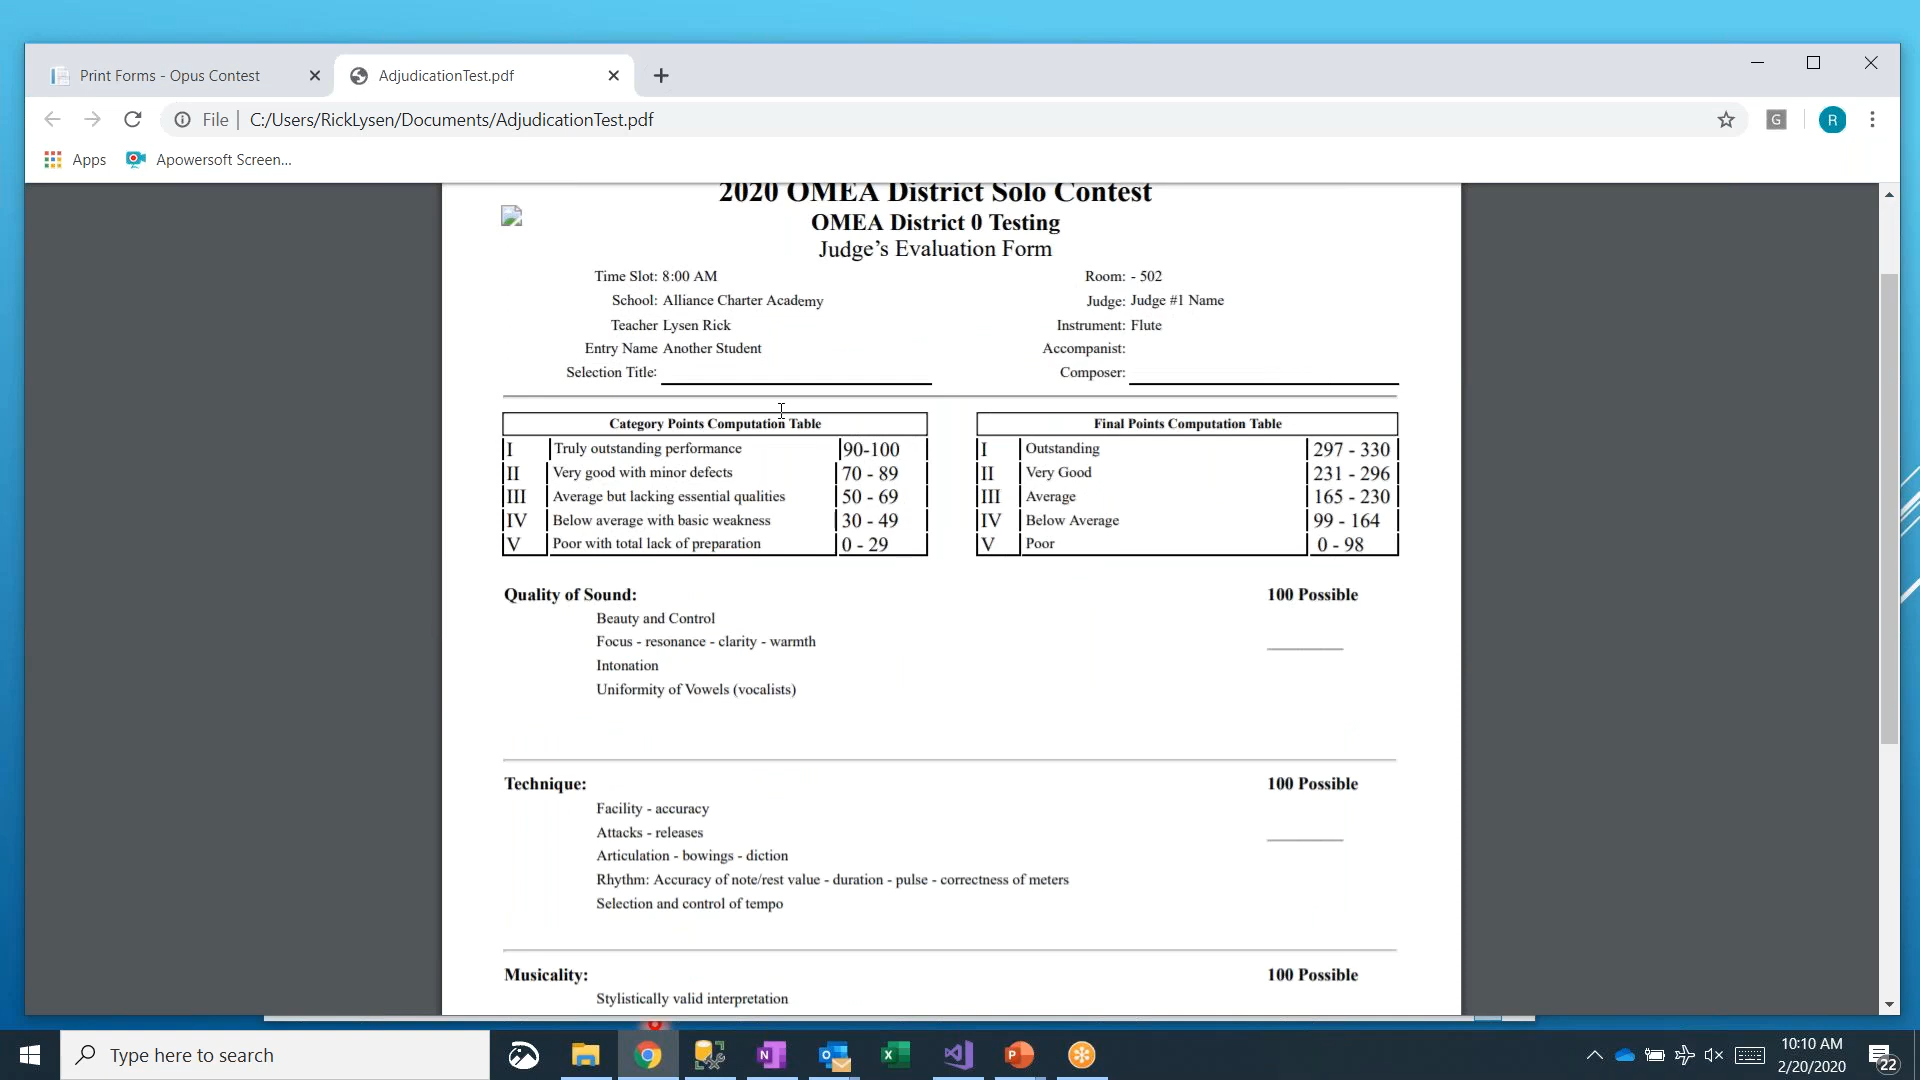 Print Forms - Opus Contest
AdjudicationTest.pdf
File | C:/Users/RickLysen/Documents/AdjudicationTest.pdf
G
R
Apps
Apowersoft Screen...
2020 OMEA District Solo Contest
OMEA District 0 Testing
Judge's Evaluation Form
Time Slot: 8:00 AM Room: - 502
School: Alliance Charter Academy Judge: Judge #1 Name
Teacher Lysen Rick Instrument: Flute
Entry Name Another Student Accompanist:
Selection Title: Composer:
Category Points Computation Table
I Truly outstanding performance 90-100
II Very good with minor defects 70 - 89
III Average but lacking essential qualities 50 - 69
IV Below average with basic weakness 30 - 49
V Poor with total lack of preparation 0 - 29
Final Points Computation Table
I Outstanding 297 - 330
II Very Good 231 - 296
III Average 165 - 230
IV Below Average 99 - 164
V Poor 0 - 98
Quality of Sound: 100 Possible
Beauty and Control
Focus - resonance - clarity - warmth
Intonation
Uniformity of Vowels (vocalists)
Technique: 100 Possible
Facility - accuracy
Attacks - releases
Articulation - bowings - diction
Rhythm: Accuracy of note/rest value - duration - pulse - correctness of meters
Selection and control of tempo
Musicality: 100 Possible
Stylistically valid interpretation
Type here to search
10:10 AM
2/20/2020
22